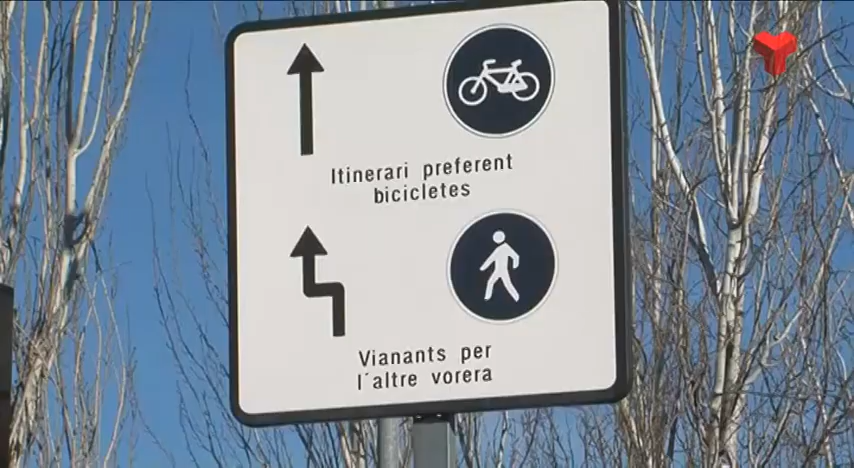 Itinerari preferent
bicicletes
Vianants per
l´altre vorera